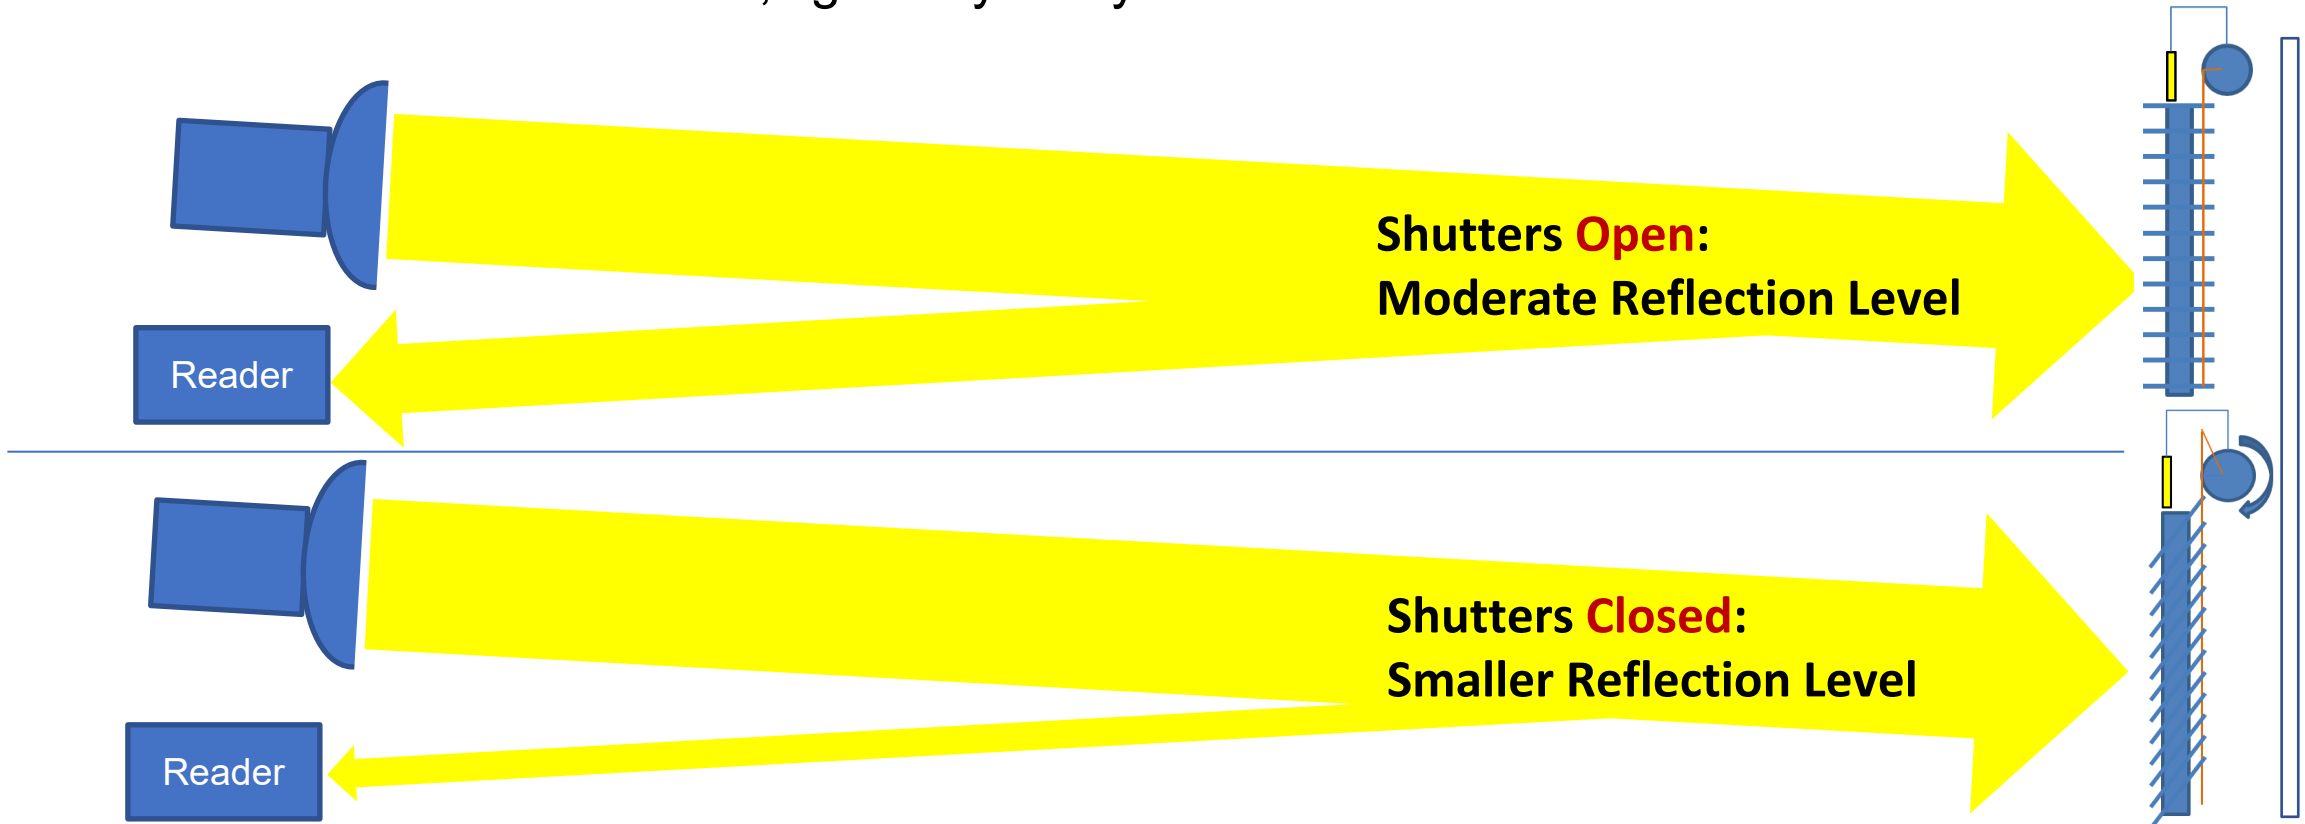 Shutters Open:
Moderate Reflection Level
Reader
Shutters Closed:
Smaller Reflection Level
Reader